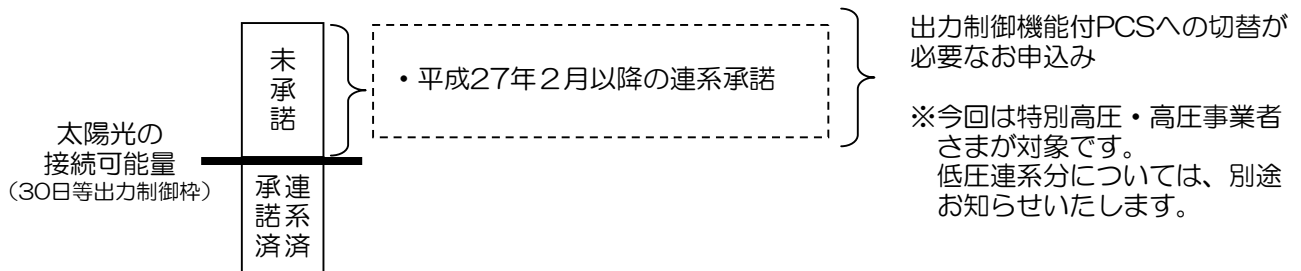 太陽光の
接続可能量
（30日等出力制御枠）
未承諾
連系済
承諾済
・平成27年２月以降の連系承諾
出力制御機能付PCSへの切替が
必要なお申込み
※今回は特別高圧・高圧事業者
さまが対象です。
低圧連系分については、別途
お知らせいたします。